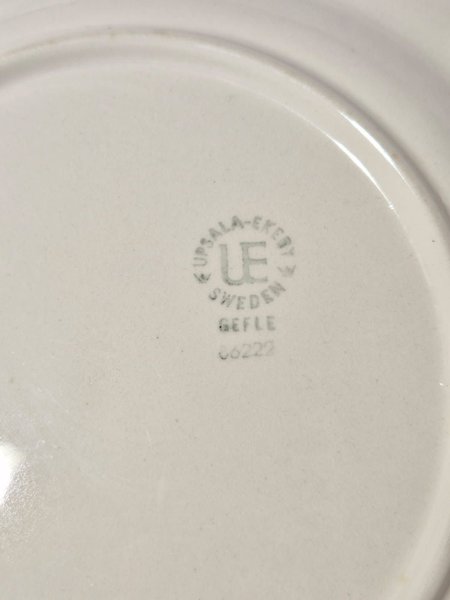 UPSALA-EKEBY
UE
SWEDEN
GEFLE
66222